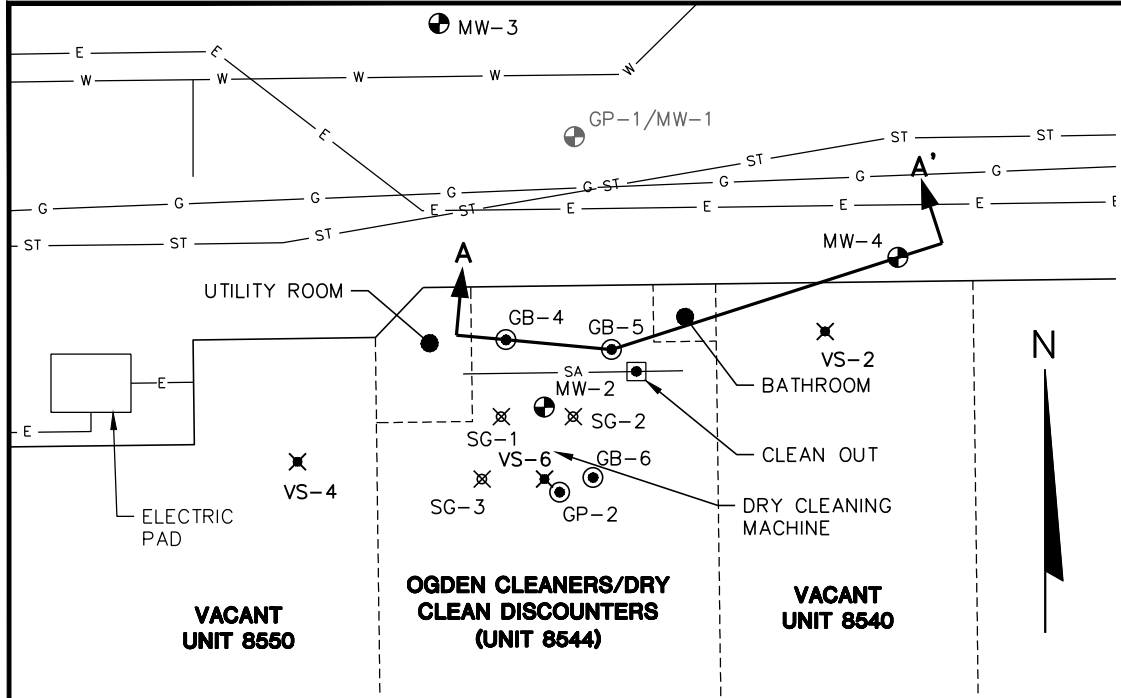 MW-3
E E
W W W W W
E
GP-1/MW-1
ST ST
ST
A'
G G G G ST G G G
E ST E E E E E
ST ST ST
MW-4
A
UTILITY ROOM
GB-4
GB-5
VS-2
N
E
SA
MW-2
BATHROOM
SG-1
SG-2
E
CLEAN OUT
VS-6
GB-6
VS-4
SG-3
GP-2
DRY CLEANING
MACHINE
ELECTRIC
PAD
OGDEN CLEANERS/DRY
CLEAN DISCOUNTERS
(UNIT 8544)
VACANT
UNIT 8550
VACANT
UNIT 8540